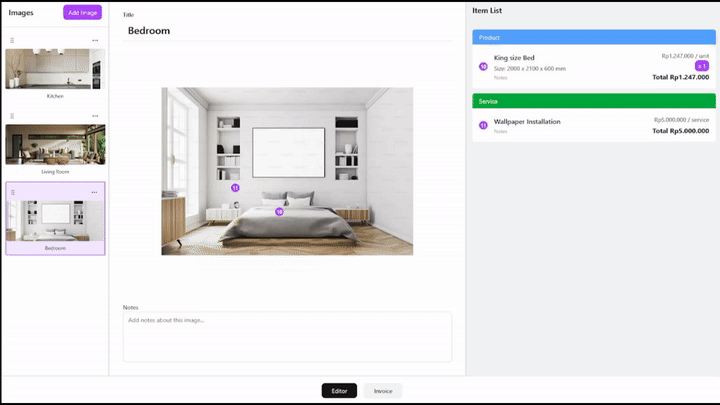 Images
Add Image
Kitchen
Living Room
Bedroom
Title
Bedroom
Notes
Add notes about this image...
Item List
Product
10
King size Bed
Size: 2000 x 2100 x 600 mm
Notes
Rp1.247.000 / unit
x 1
Total Rp1.247.000
Service
11
Wallpaper Installation
Notes
Rp5.000.000 / service
Total Rp5.000.000
11
10
Editor
Invoice